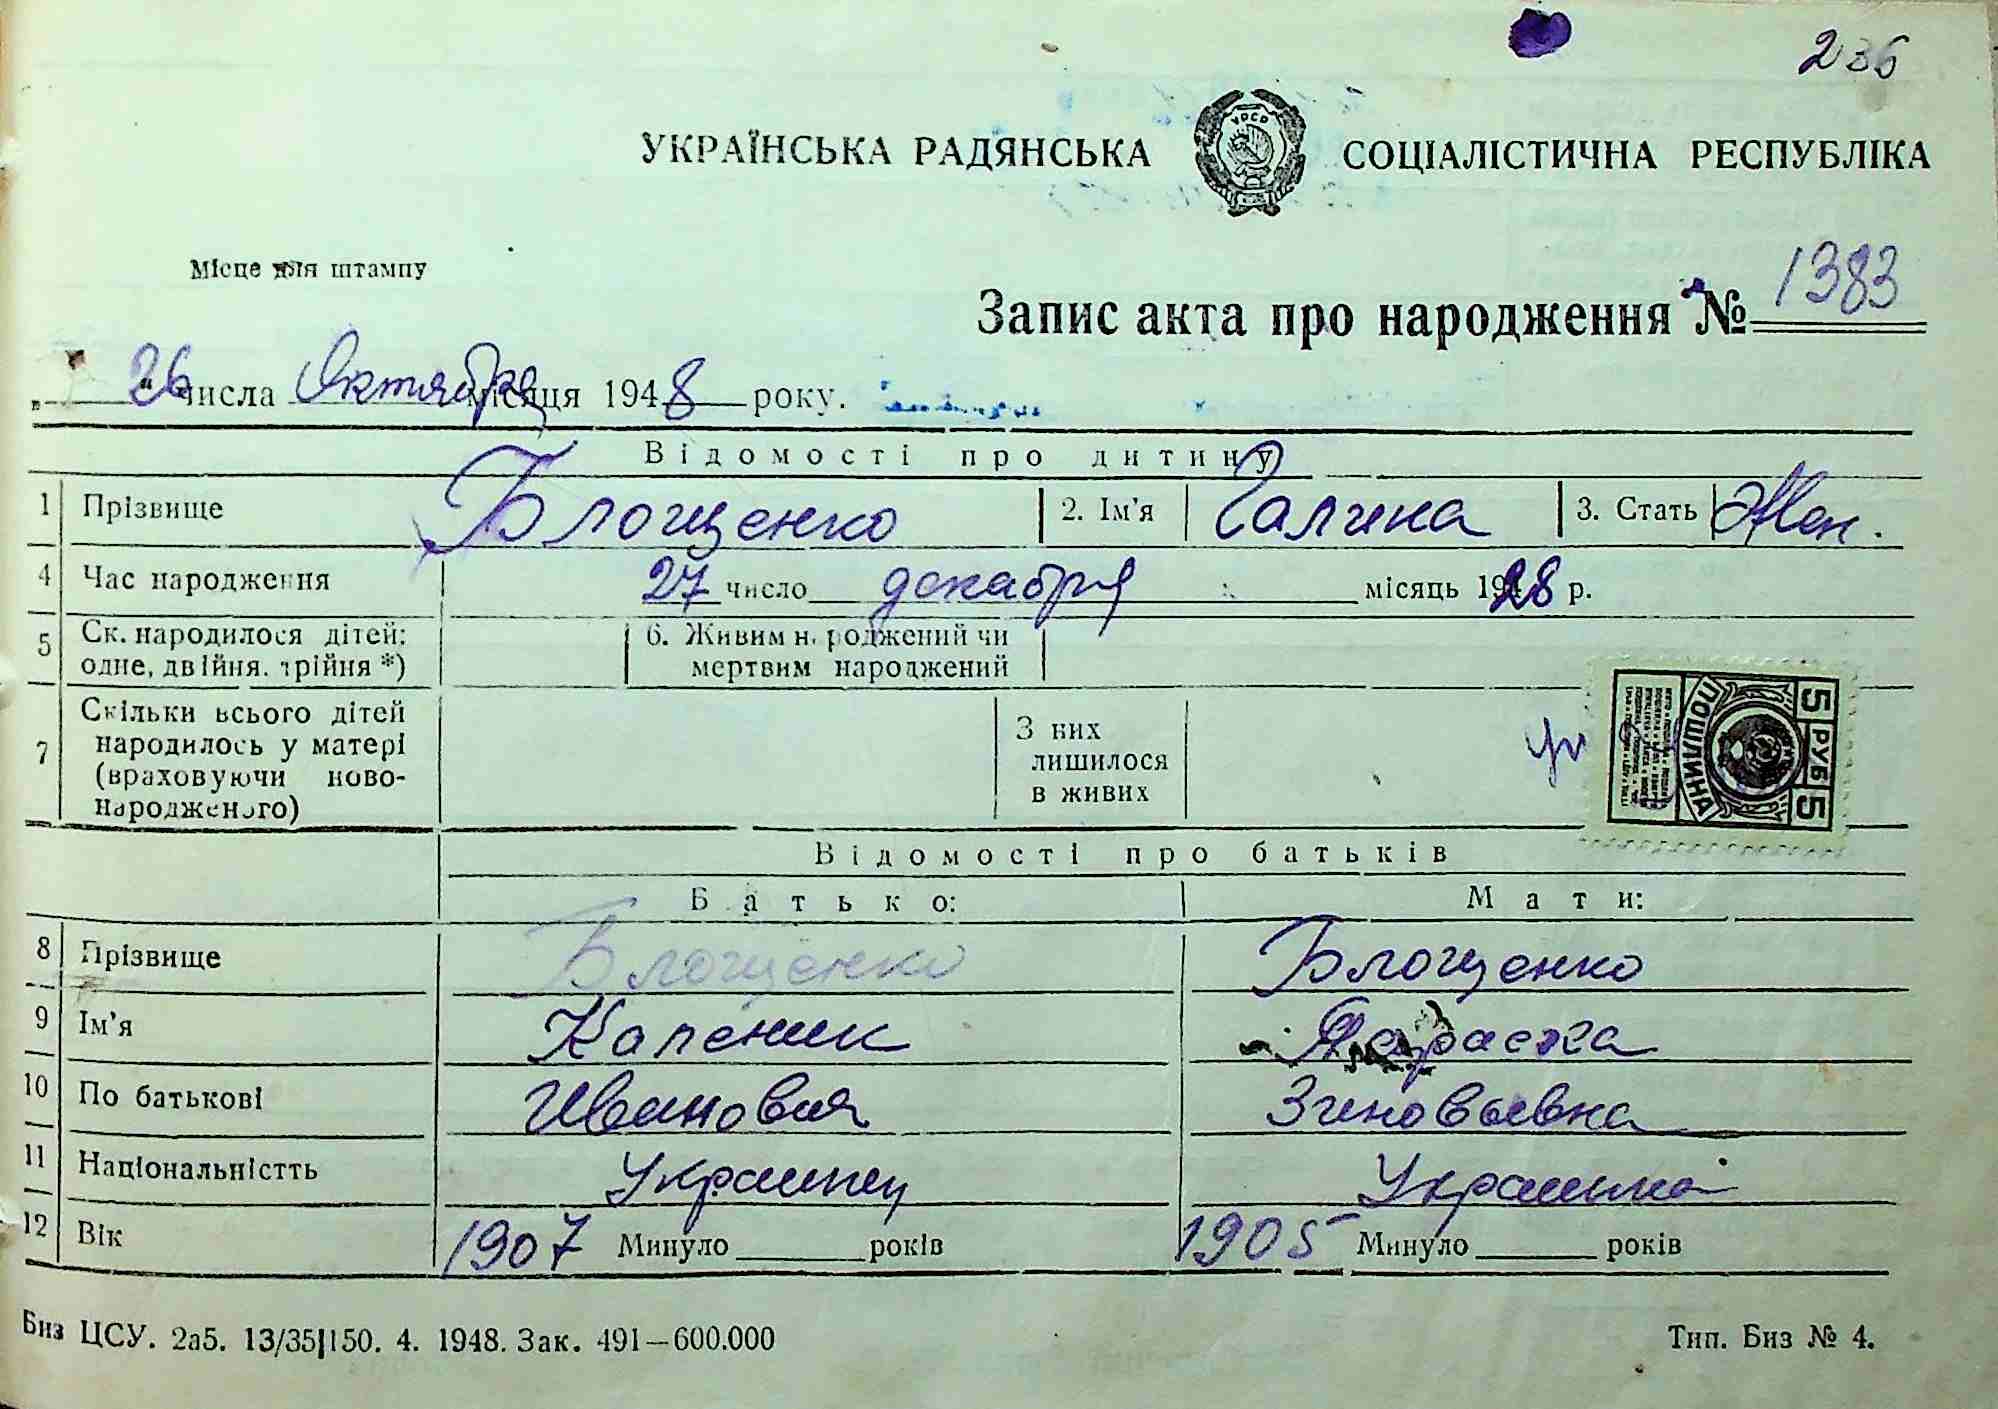 236
УКРАЇНСЬКА РАДЯНСЬКА СОЦІАЛІСТИЧНА РЕСПУБЛІКА
УРСР
Місце для штампу
Запис акта про народження № 1383
„ 26 “ числа Октября місяця 1948 року.
Відомості про дитину
1 Прізвище Блощенко 2. Ім'я Галина 3. Стать Жен.
4 Час народження 27 число декабря місяць 1928 р.
5 Ск. народилося дітей: одне, двійня, трійня *) 6. Живим народжений чи мертвим народжений
7 Скільки всього дітей народилось у матері (враховуючи новонародженого) З них лишилося в живих
5 РУБ 5
ПОШЛИНА
Відомості про батьків
Батько: Мати:
8 Прізвище Блощенко Блощенко
9 Ім'я Каленик Параска
10 По батькові Иванович Зиновьевна
11 Національністть Украинец Украинка
12 Вік 1907 Минуло ____ років 1905 Минуло ____ років
Биз ЦСУ. 2а5. 13/35|150. 4. 1948. Зак. 491—600.000 Тип. Биз № 4.